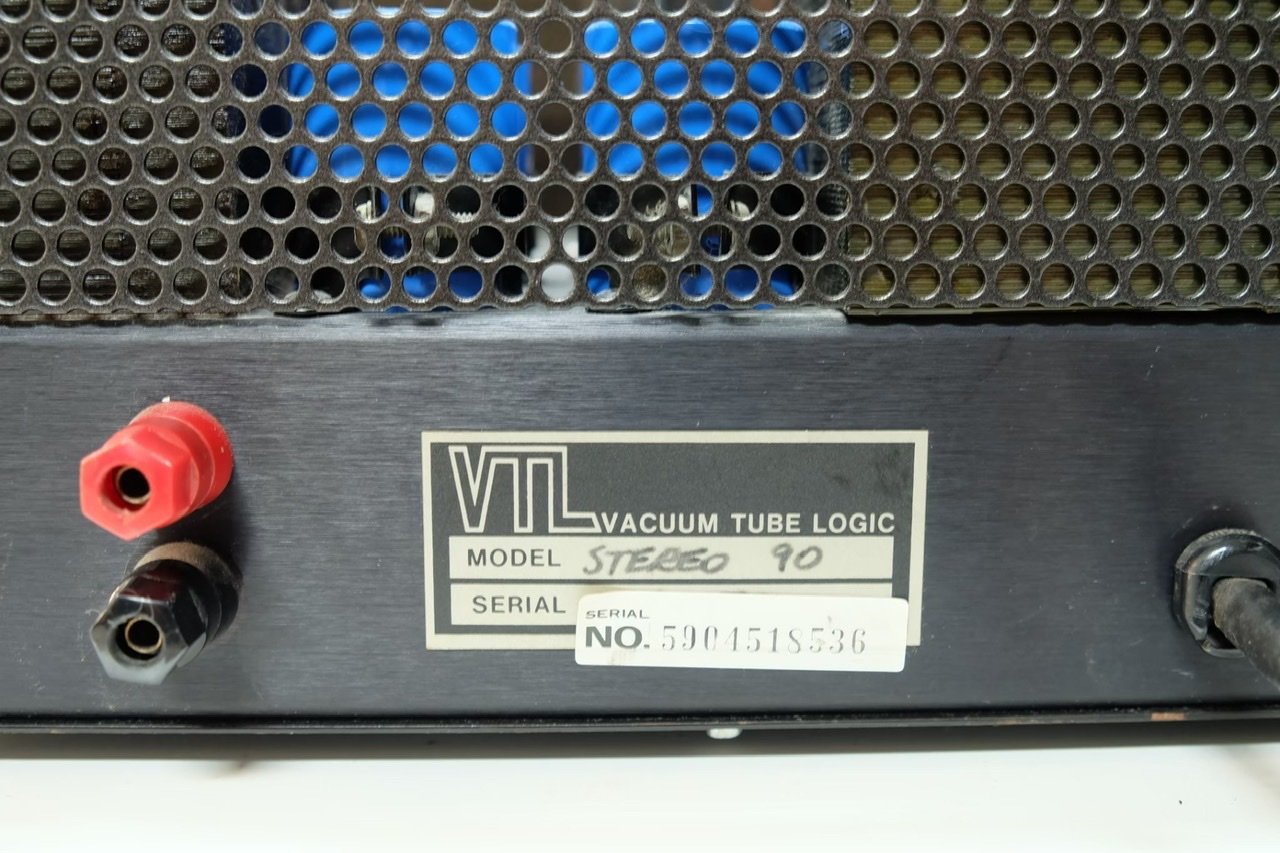 VTL VACUUM TUBE LOGIC
MODEL STEREO 90
SERIAL
SERIAL
NO. 5904518536